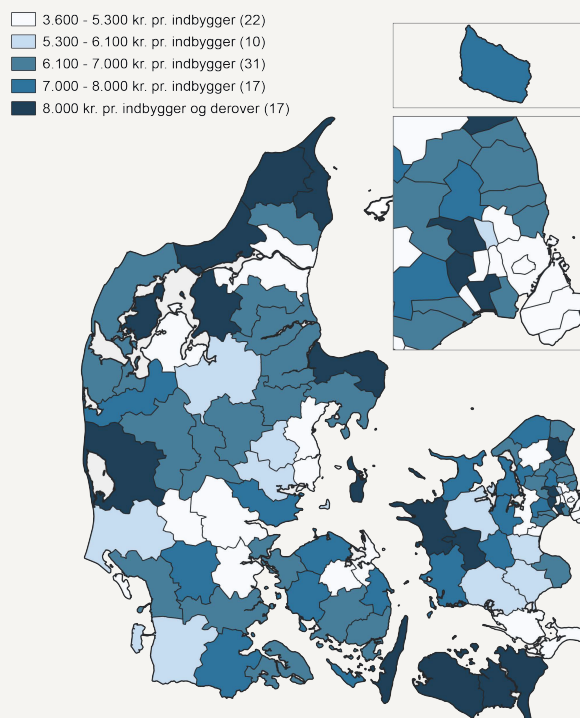 3.600 - 5.300 kr. pr. indbygger (22)
5.300 - 6.100 kr. pr. indbygger (10)
6.100 - 7.000 kr. pr. indbygger (31)
7.000 - 8.000 kr. pr. indbygger (17)
8.000 kr. pr. indbygger og derover (17)